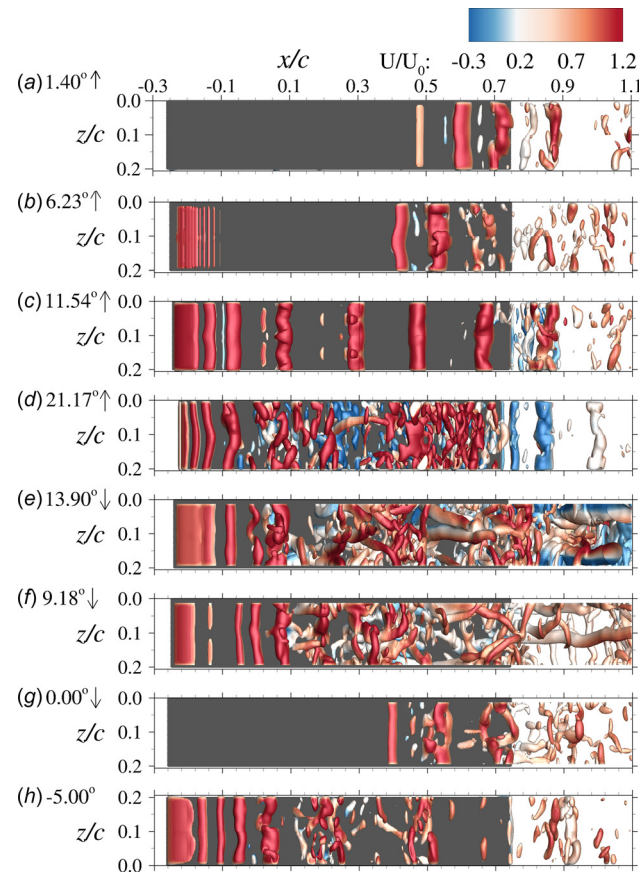 x/c U/U₀: -0.3 0.2 0.7 1.2
(a) 1.40° ↑
-0.3 -0.1 0.1 0.3 0.5 0.7 0.9 1.1
0.0
z/c 0.1
0.2
(b) 6.23° ↑ 0.0
z/c 0.1
0.2
(c) 11.54° ↑ 0.0
z/c 0.1
0.2
(d) 21.17° ↑ 0.0
z/c 0.1
0.2
(e) 13.90° ↓ 0.0
z/c 0.1
0.2
(f) 9.18° ↓ 0.0
z/c 0.1
0.2
(g) 0.00° ↓ 0.0
z/c 0.1
0.2
(h) -5.00° 0.2
z/c 0.1
0.0